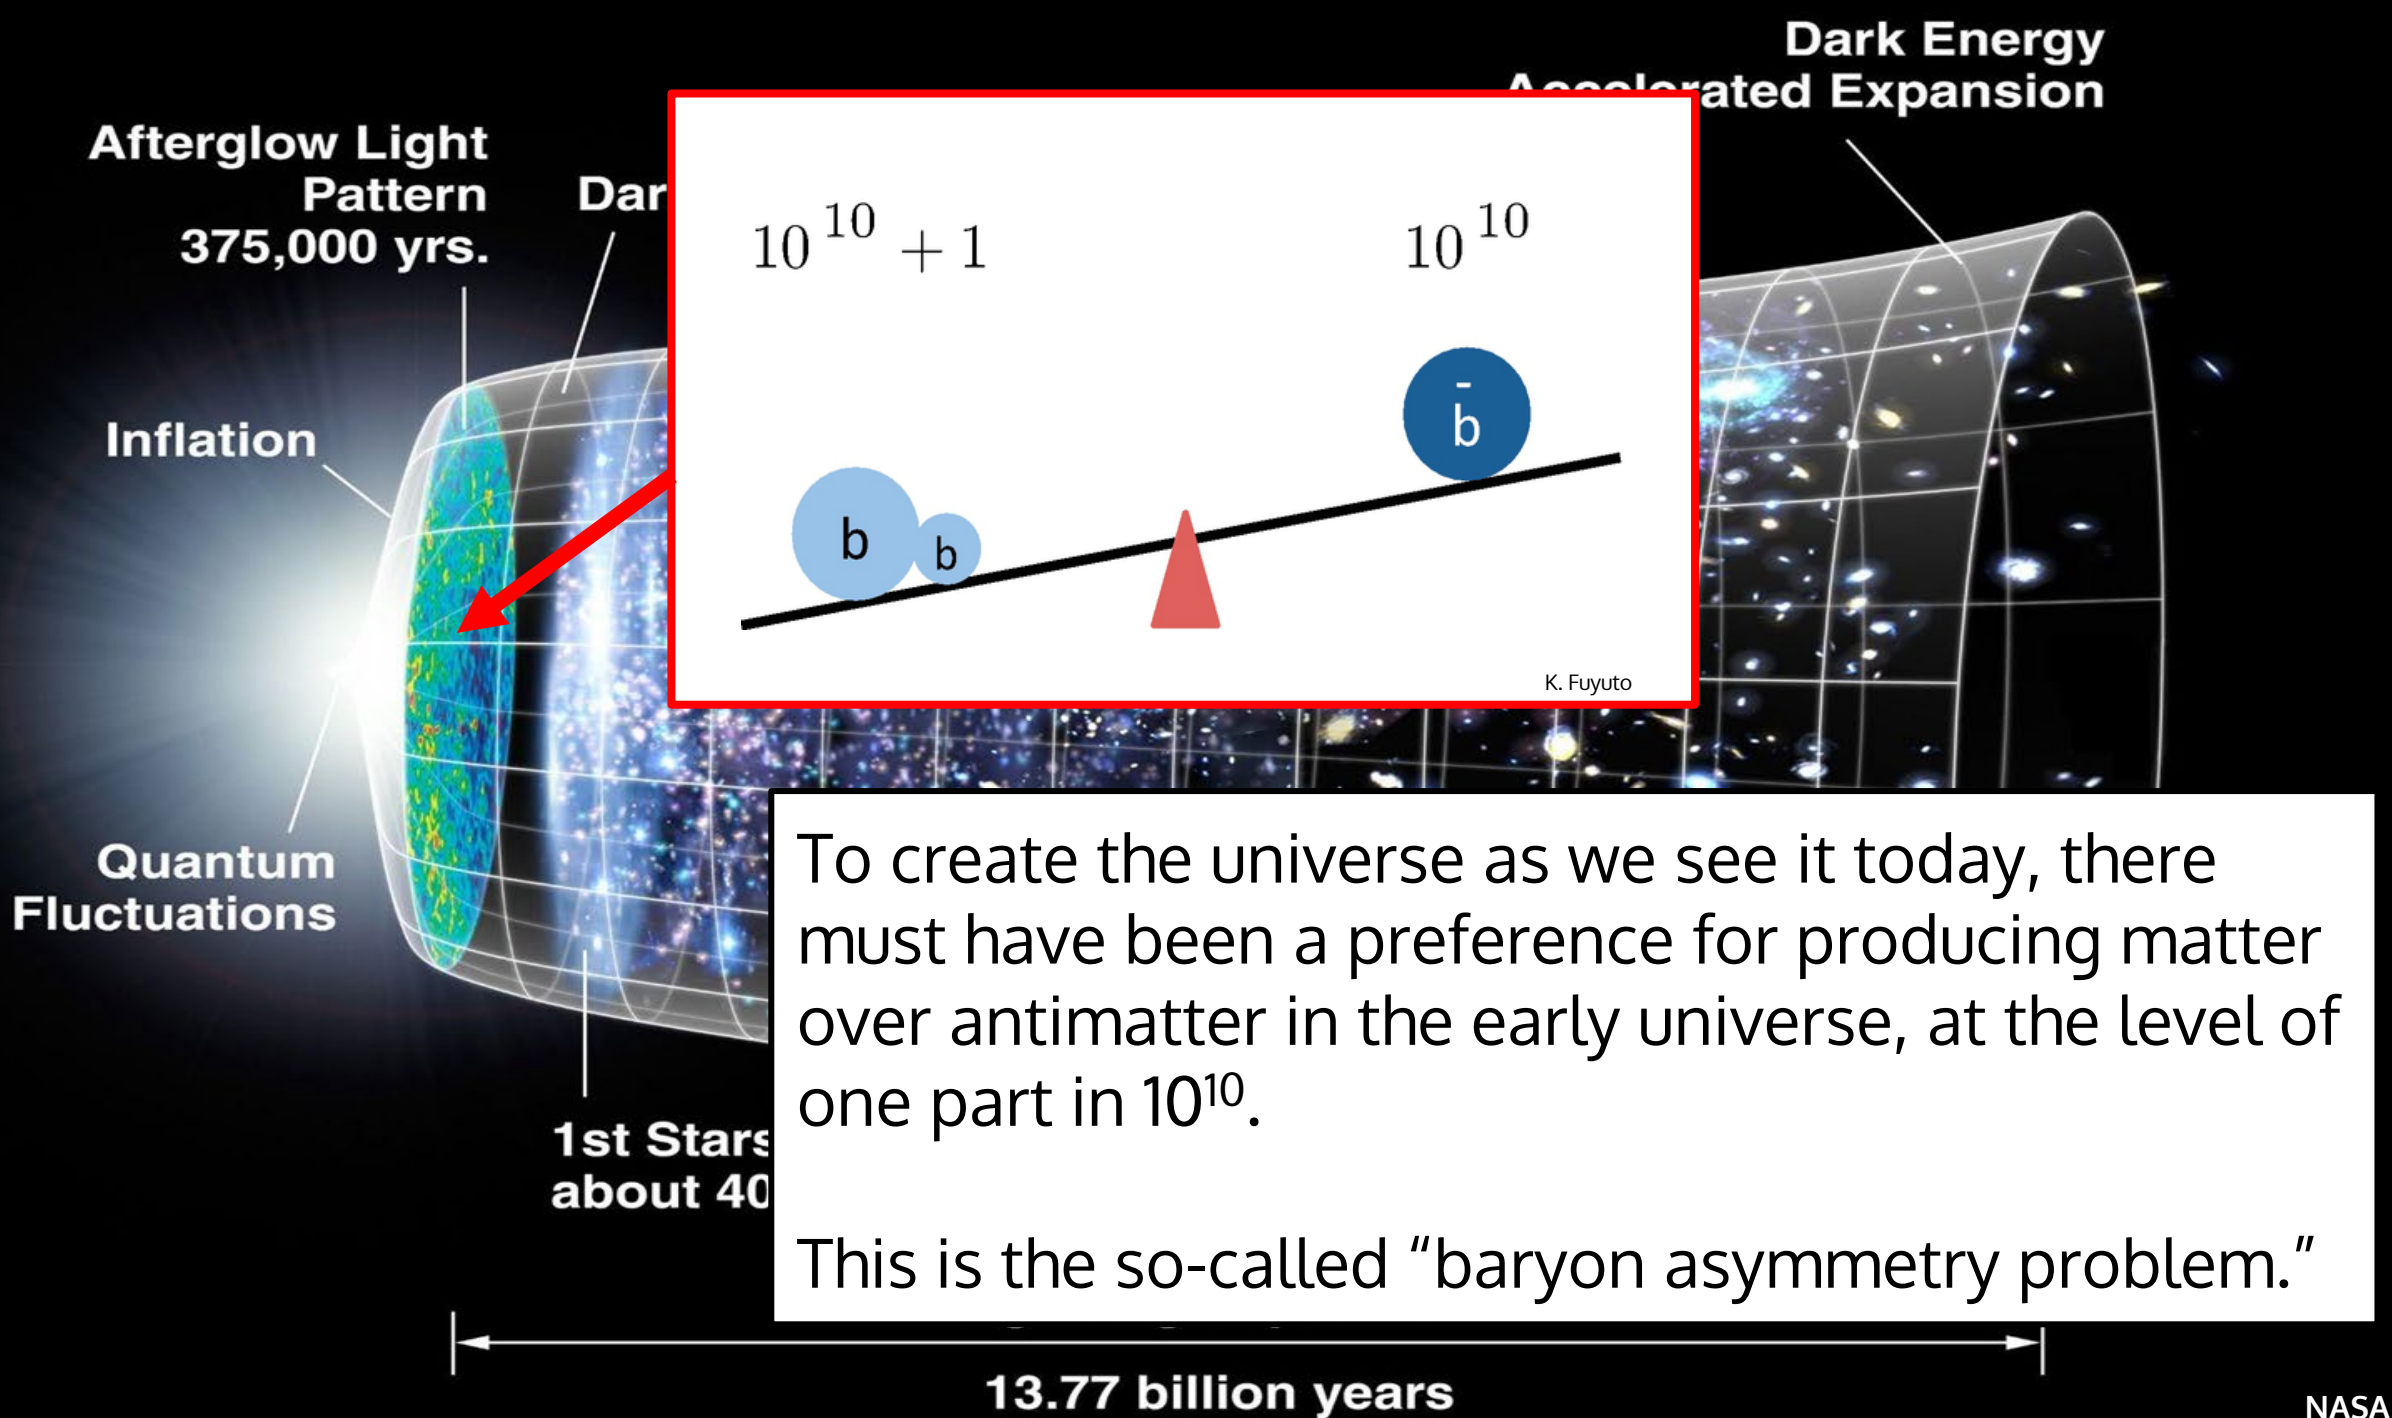 Dark Energy
Accelerated Expansion
Afterglow Light
Pattern
375,000 yrs.
Dar
10^10 + 1
10^10
b̄
b
b
Inflation
K. Fuyuto
Quantum
Fluctuations
To create the universe as we see it today, there
must have been a preference for producing matter
over antimatter in the early universe, at the level of
one part in 10^10.
This is the so-called “baryon asymmetry problem.”
1st Stars
about 40
13.77 billion years
NASA